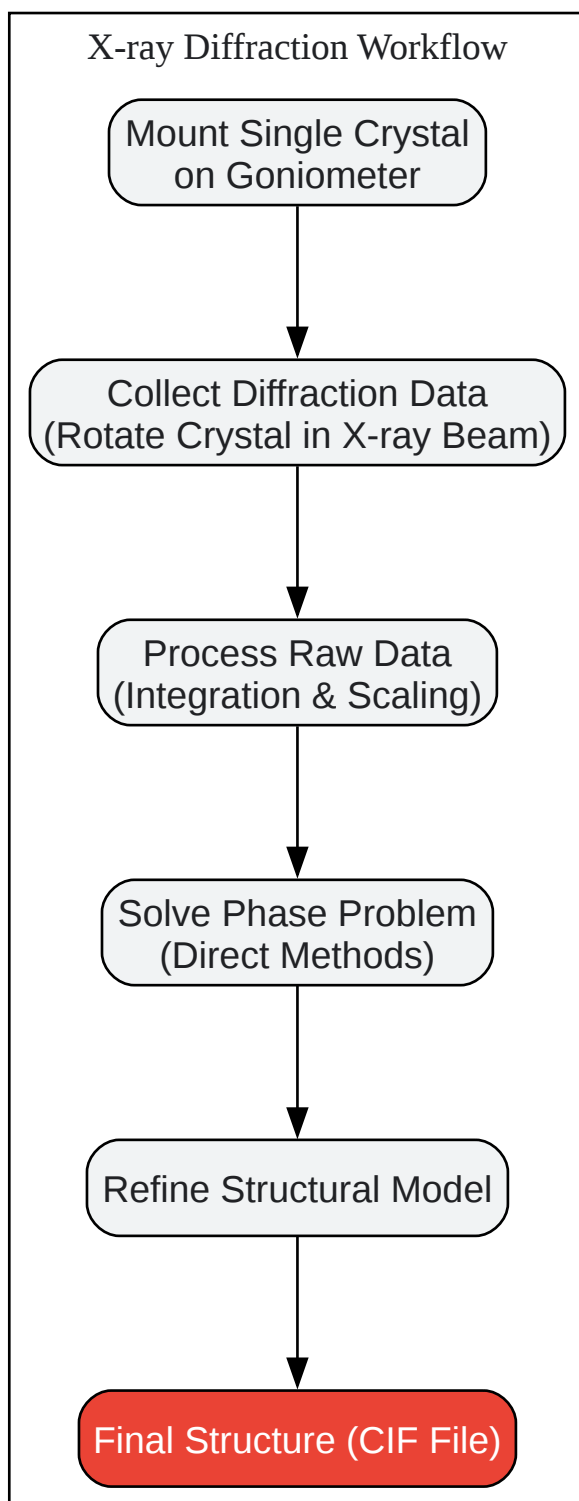 X-ray Diffraction Workflow
Mount Single Crystal
on Goniometer
Collect Diffraction Data
(Rotate Crystal in X-ray Beam)
Process Raw Data
(Integration & Scaling)
Solve Phase Problem
(Direct Methods)
Refine Structural Model
Final Structure (CIF File)